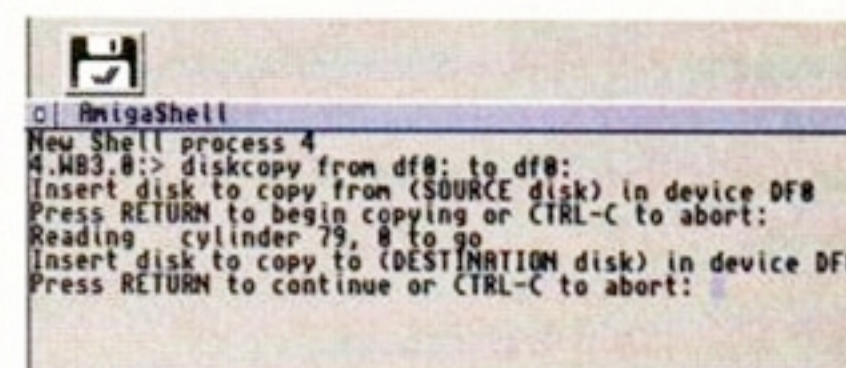 AmigaShell
New Shell process 4
4.WB3.0:> diskcopy from df0: to df0:
Insert disk to copy from (SOURCE disk) in device DF0
Press RETURN to begin copying or CTRL-C to abort:
Reading   cylinder 79, 0 to go
Insert disk to copy to (DESTINATION disk) in device DF
Press RETURN to continue or CTRL-C to abort: